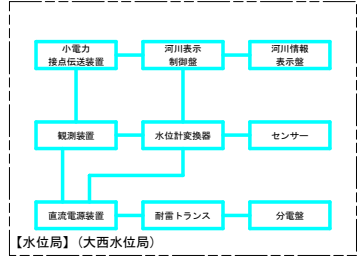 小電力
接点伝送装置
河川表示
制御盤
河川情報
表示盤
観測装置
水位計変換器
センサー
直流電源装置
耐雷トランス
分電盤
【水位局】（大西水位局）